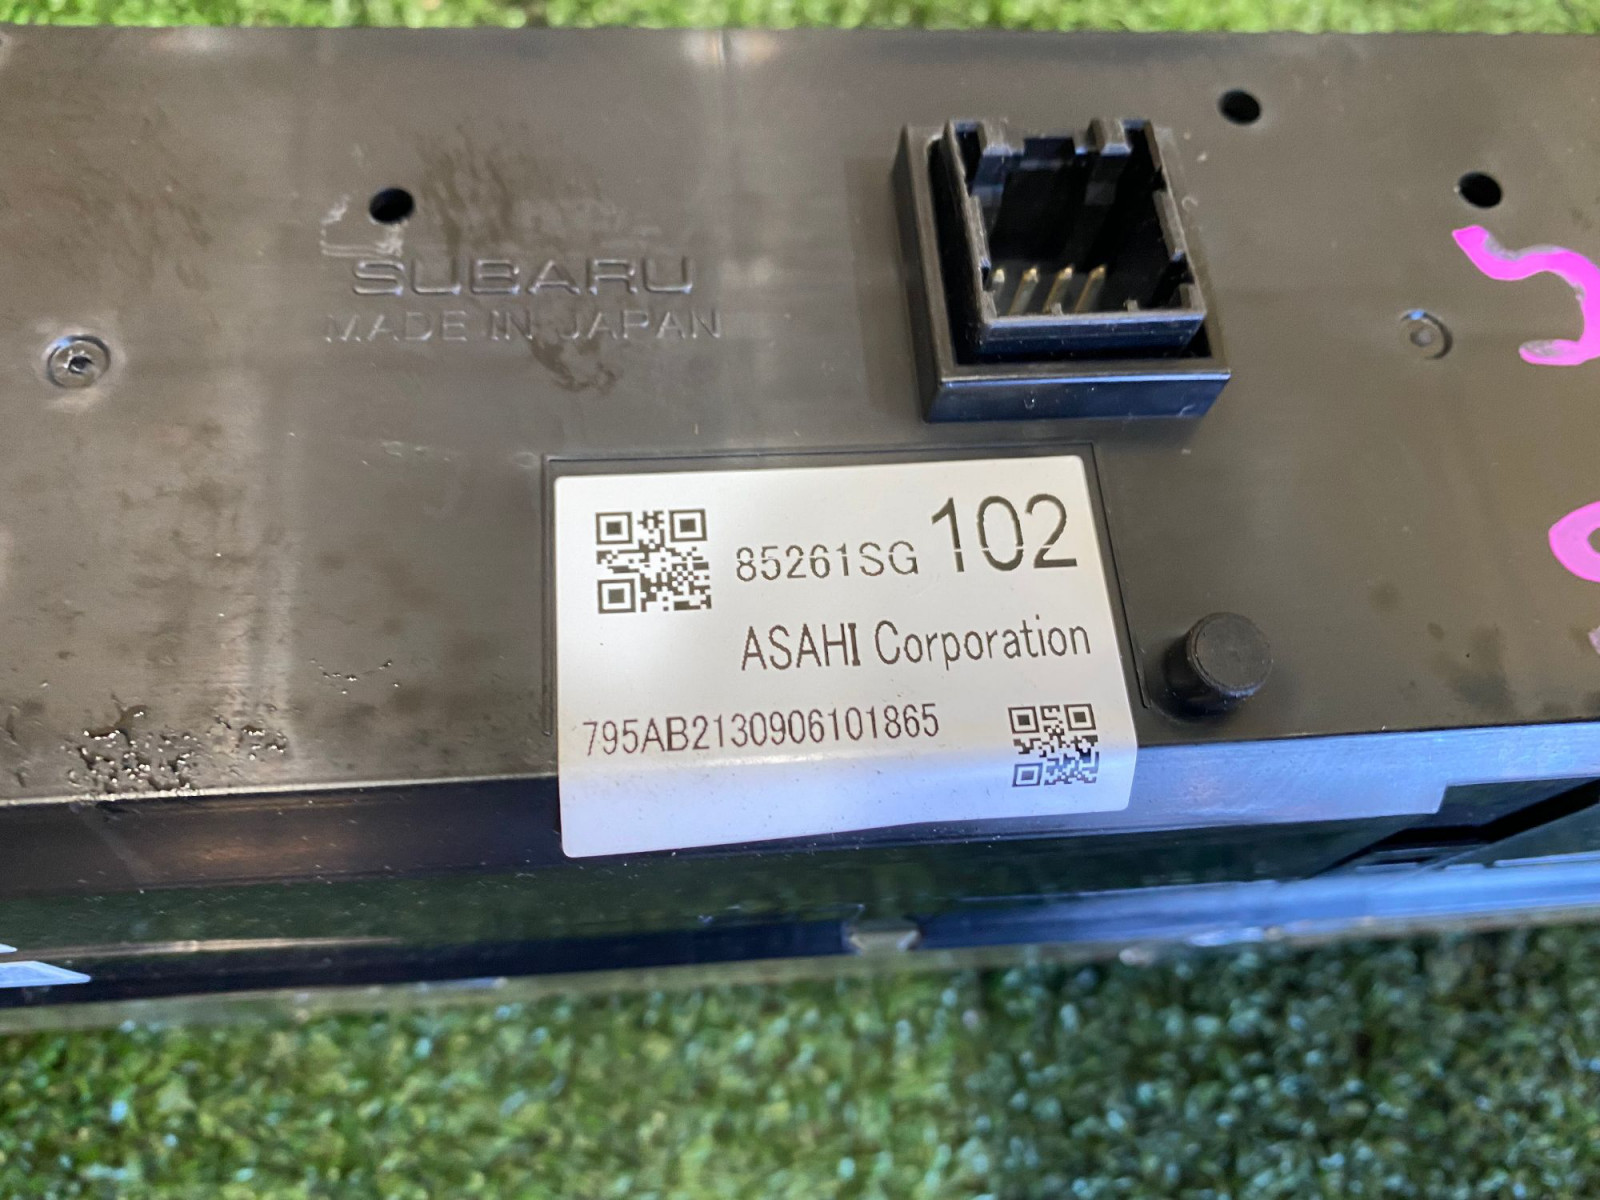 SUBARU
MADE IN JAPAN
85261SG 102
ASAHI Corporation
795AB2130906101865